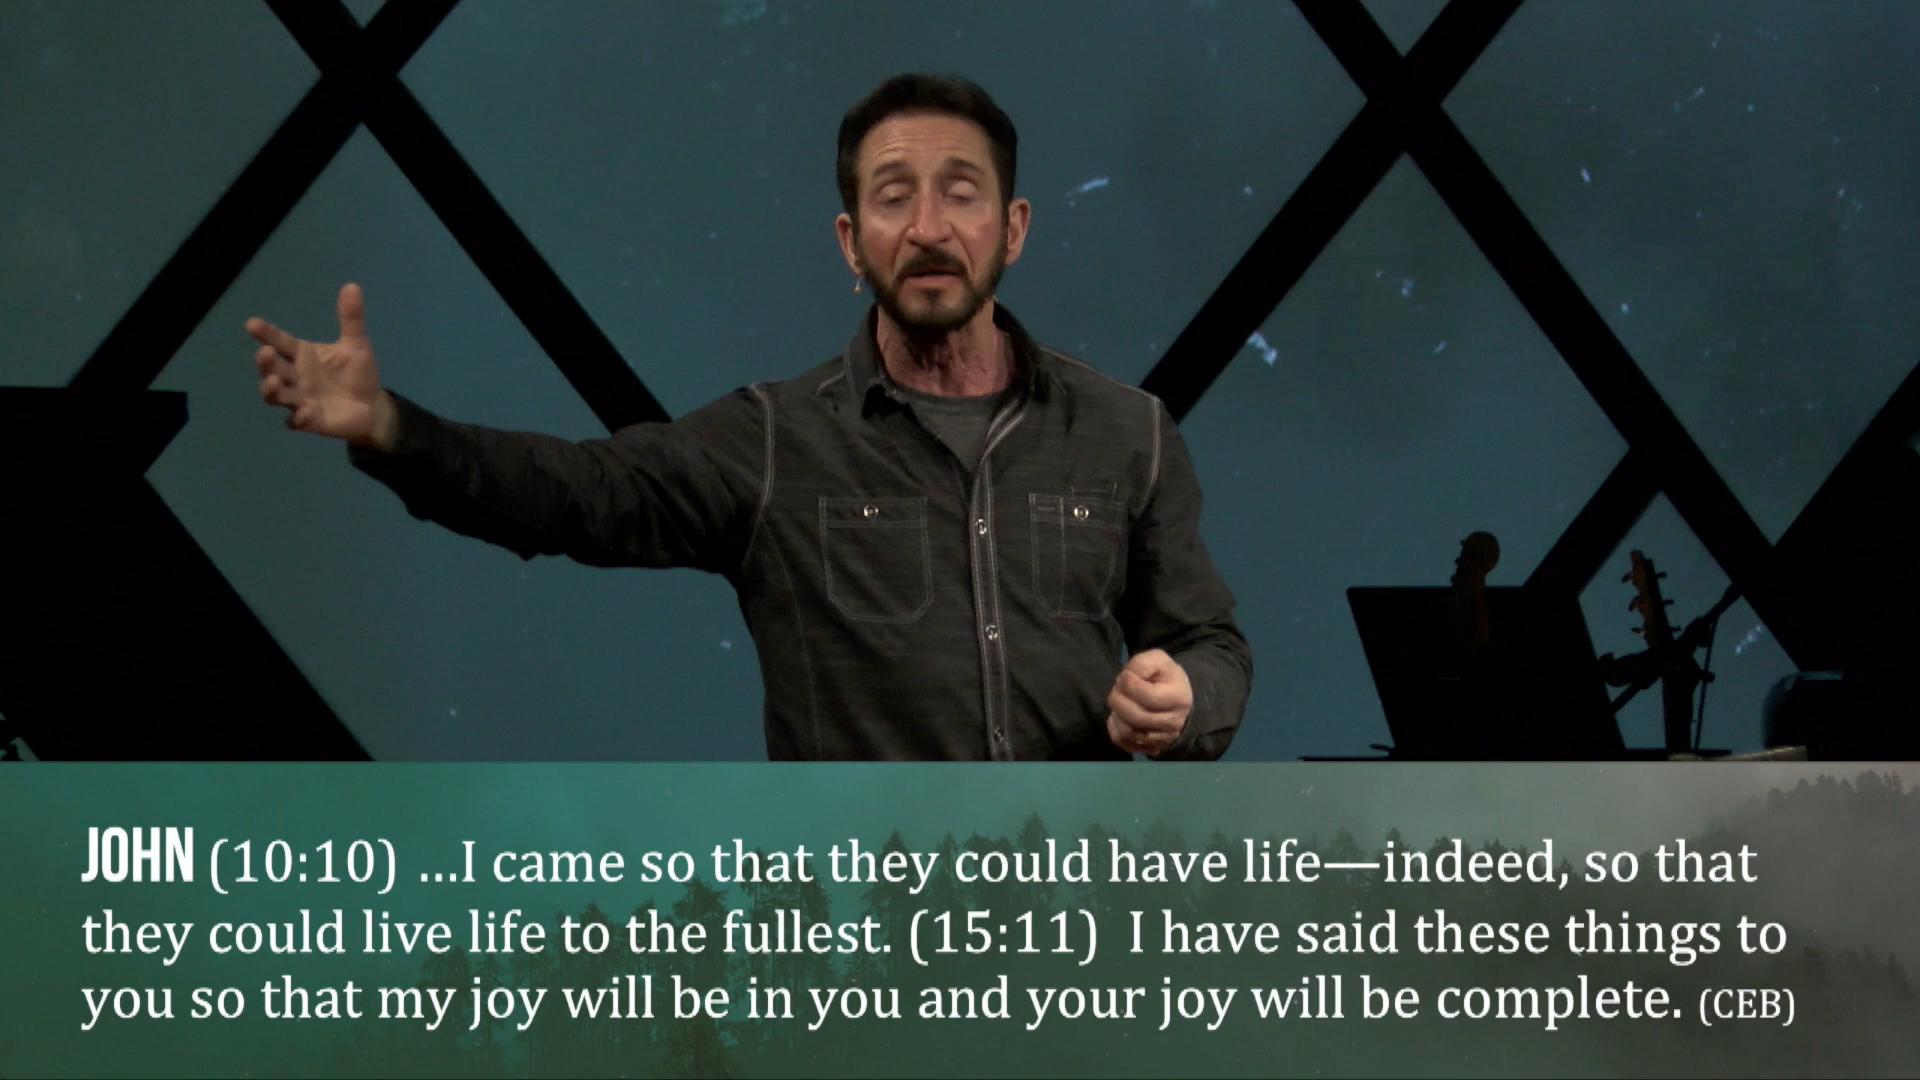 JOHN (10:10) ...I came so that they could have life—indeed, so that
they could live life to the fullest. (15:11) I have said these things to
you so that my joy will be in you and your joy will be complete. (CEB)